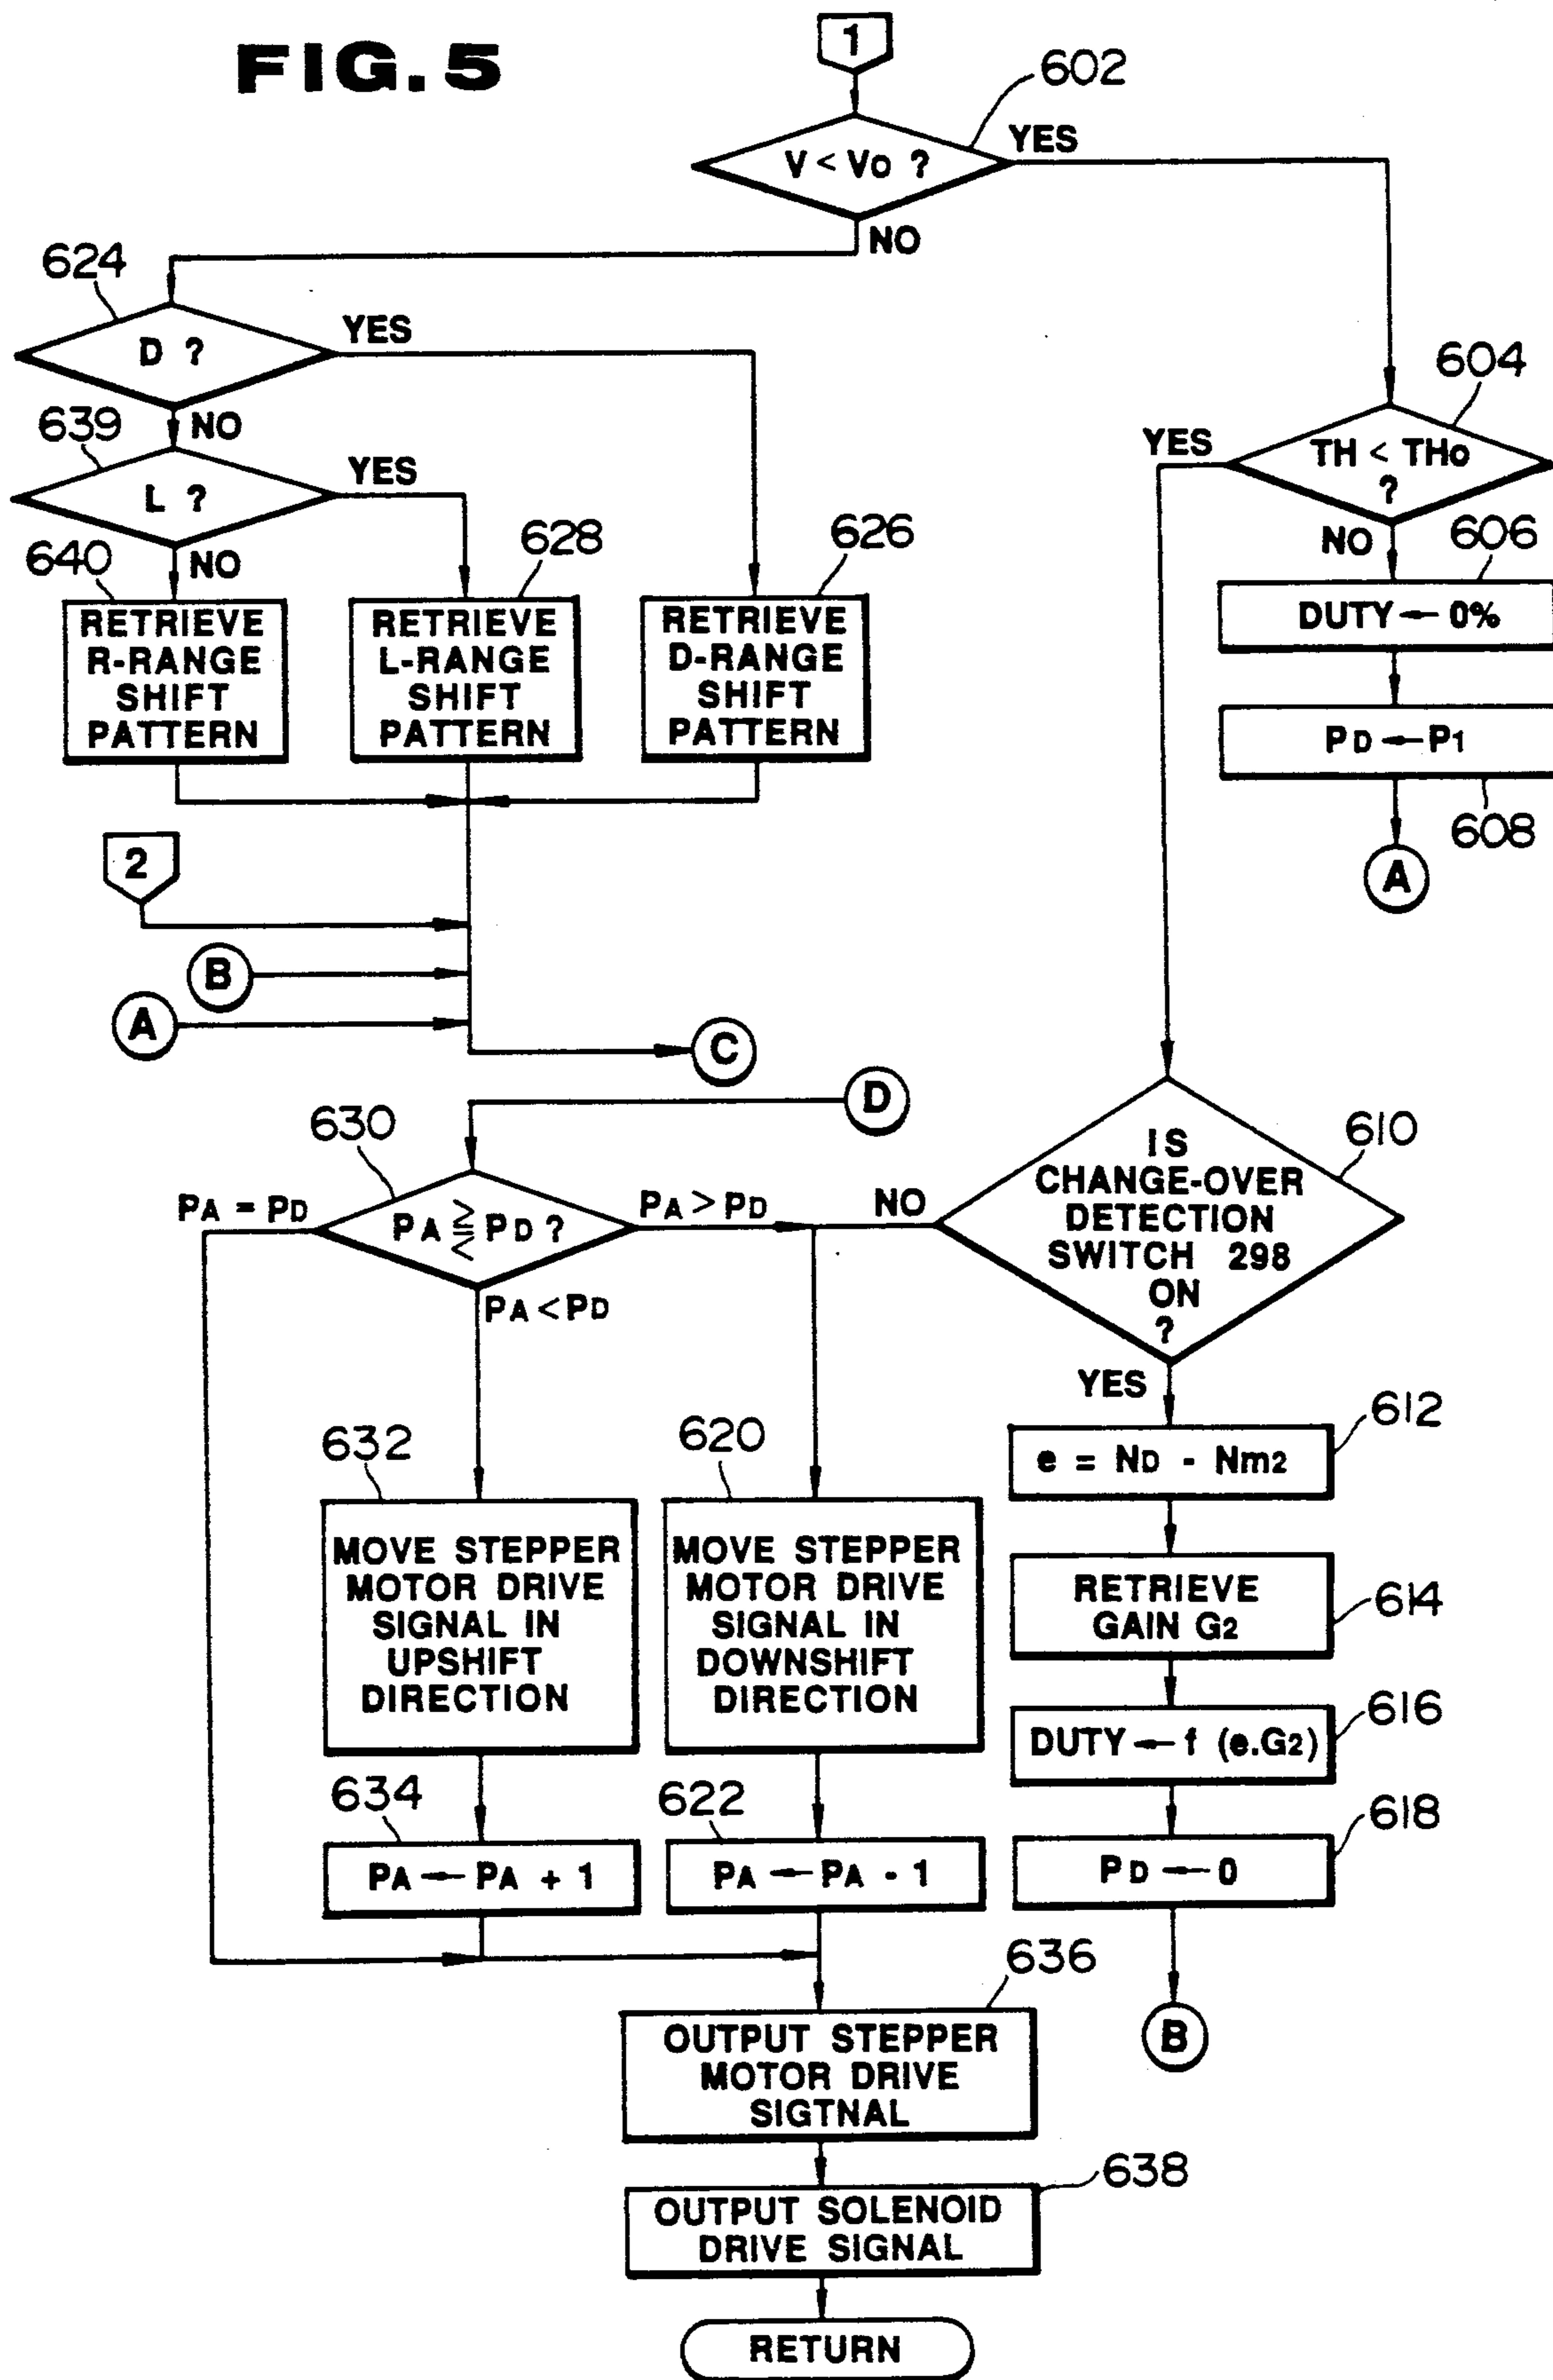 FIG. 5
1
602
V < Vo ?
YES
NO
624
D ?
YES
NO
604
TH < THo
?
YES
NO
639
L ?
YES
NO
606
DUTY ← 0%
640
RETRIEVE
R-RANGE
SHIFT
PATTERN
628
RETRIEVE
L-RANGE
SHIFT
PATTERN
626
RETRIEVE
D-RANGE
SHIFT
PATTERN
PD ← P1
608
A
2
B
A
C
D
630
PA ≧< PD ?
PA = PD
PA > PD
PA < PD
610
IS
CHANGE-OVER
DETECTION
SWITCH 298
ON
?
NO
YES
612
e = ND - Nm2
632
MOVE STEPPER
MOTOR DRIVE
SIGNAL IN
UPSHIFT
DIRECTION
620
MOVE STEPPER
MOTOR DRIVE
SIGNAL IN
DOWNSHIFT
DIRECTION
RETRIEVE
GAIN G2
614
DUTY ← f (e.G2)
616
634
PA ← PA + 1
622
PA ← PA - 1
618
PD ← 0
B
636
OUTPUT STEPPER
MOTOR DRIVE
SIGTNAL
638
OUTPUT SOLENOID
DRIVE SIGNAL
RETURN